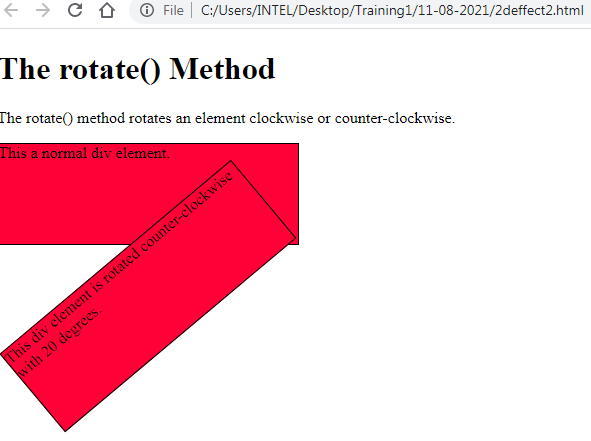 File | C:/Users/INTEL/Desktop/Training1/11-08-2021/2deffect2.html
The rotate() Method
The rotate() method rotates an element clockwise or counter-clockwise.
This a normal div element.
This div element is rotated counter-clockwise
with 20 degrees.